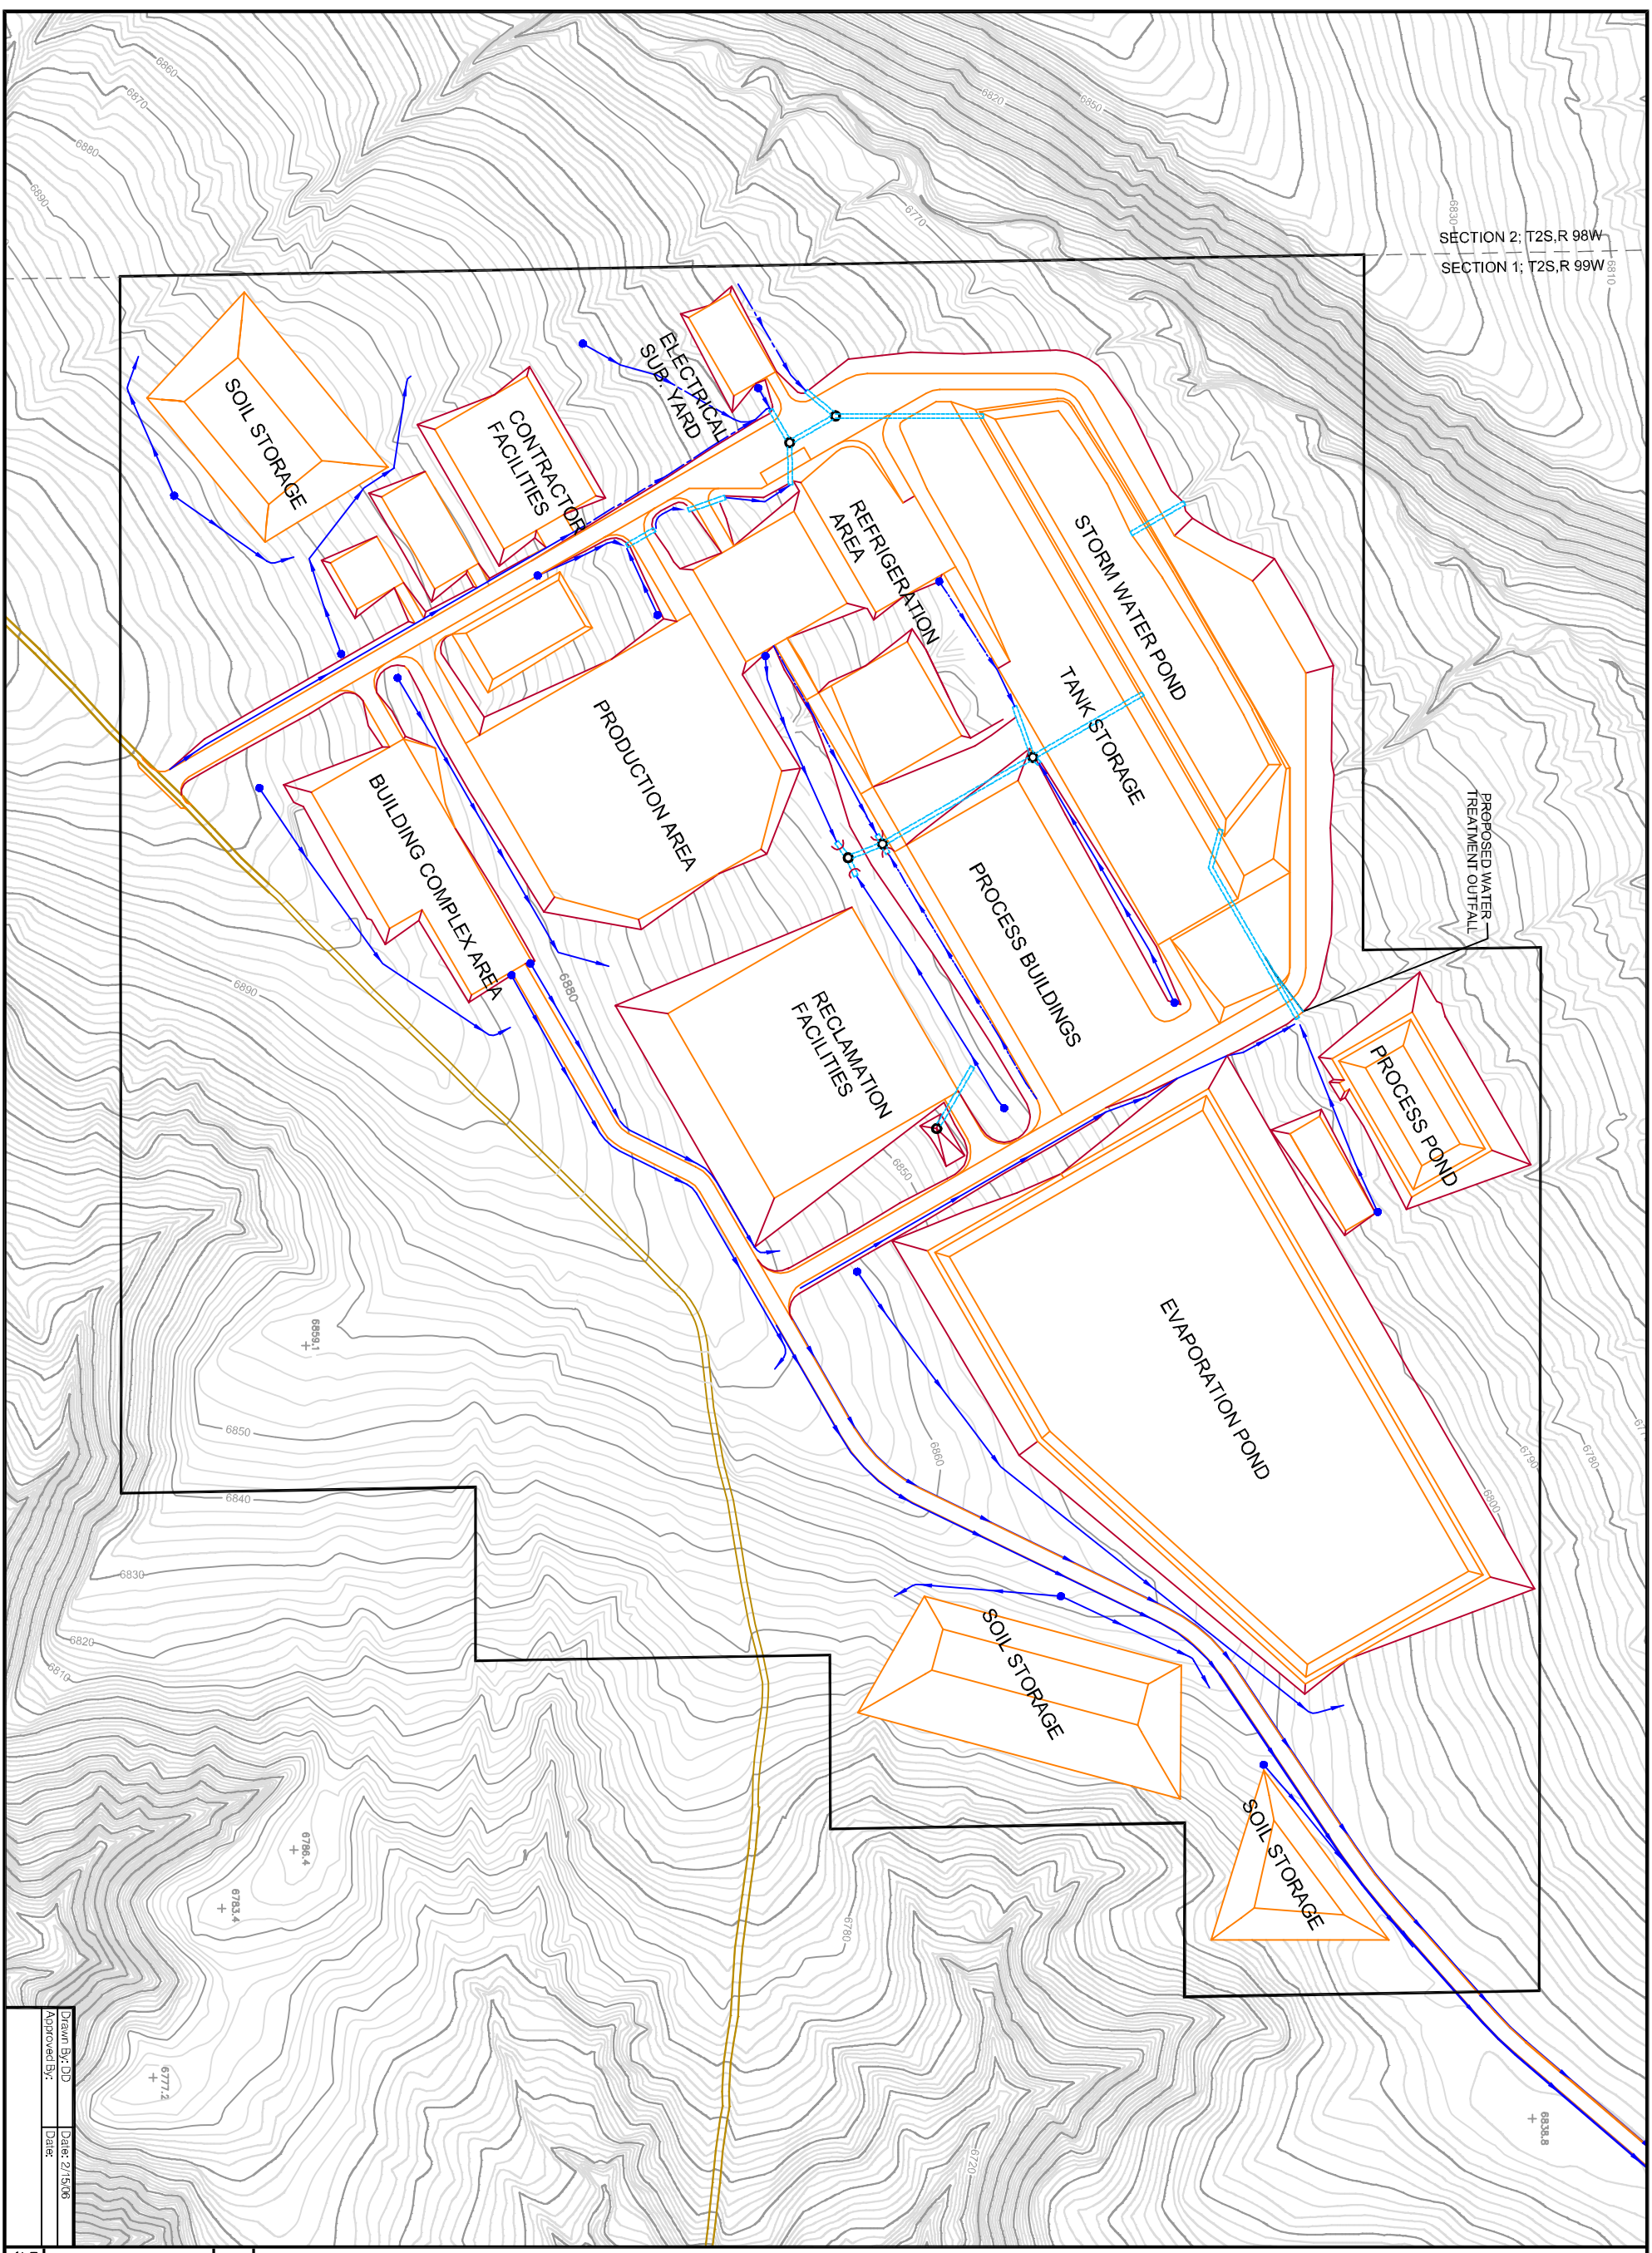 SECTION 2; T2S,R 98W
SECTION 1; T2S,R 99W
6860
6870
6880
6890
6820
6850
6770
6830
6810
SOIL STORAGE
CONTRACTOR
FACILITIES
ELECTRICAL
SUB. YARD
REFRIGERATION
AREA
STORM WATER POND
TANK STORAGE
PROPOSED WATER
TREATMENT OUTFALL
PRODUCTION AREA
BUILDING COMPLEX AREA
PROCESS BUILDINGS
RECLAMATION
FACILITIES
PROCESS POND
6890
6880
6850
EVAPORATION POND
6859.1
6850
6840
6860
6790
6780
6800
6830
6820
6810
SOIL STORAGE
SOIL STORAGE
6786.4
6783.4
6780
6777.2
6720
6838.8
Drawn By: DD
Date: 2/15/06
Approved By:
Date: